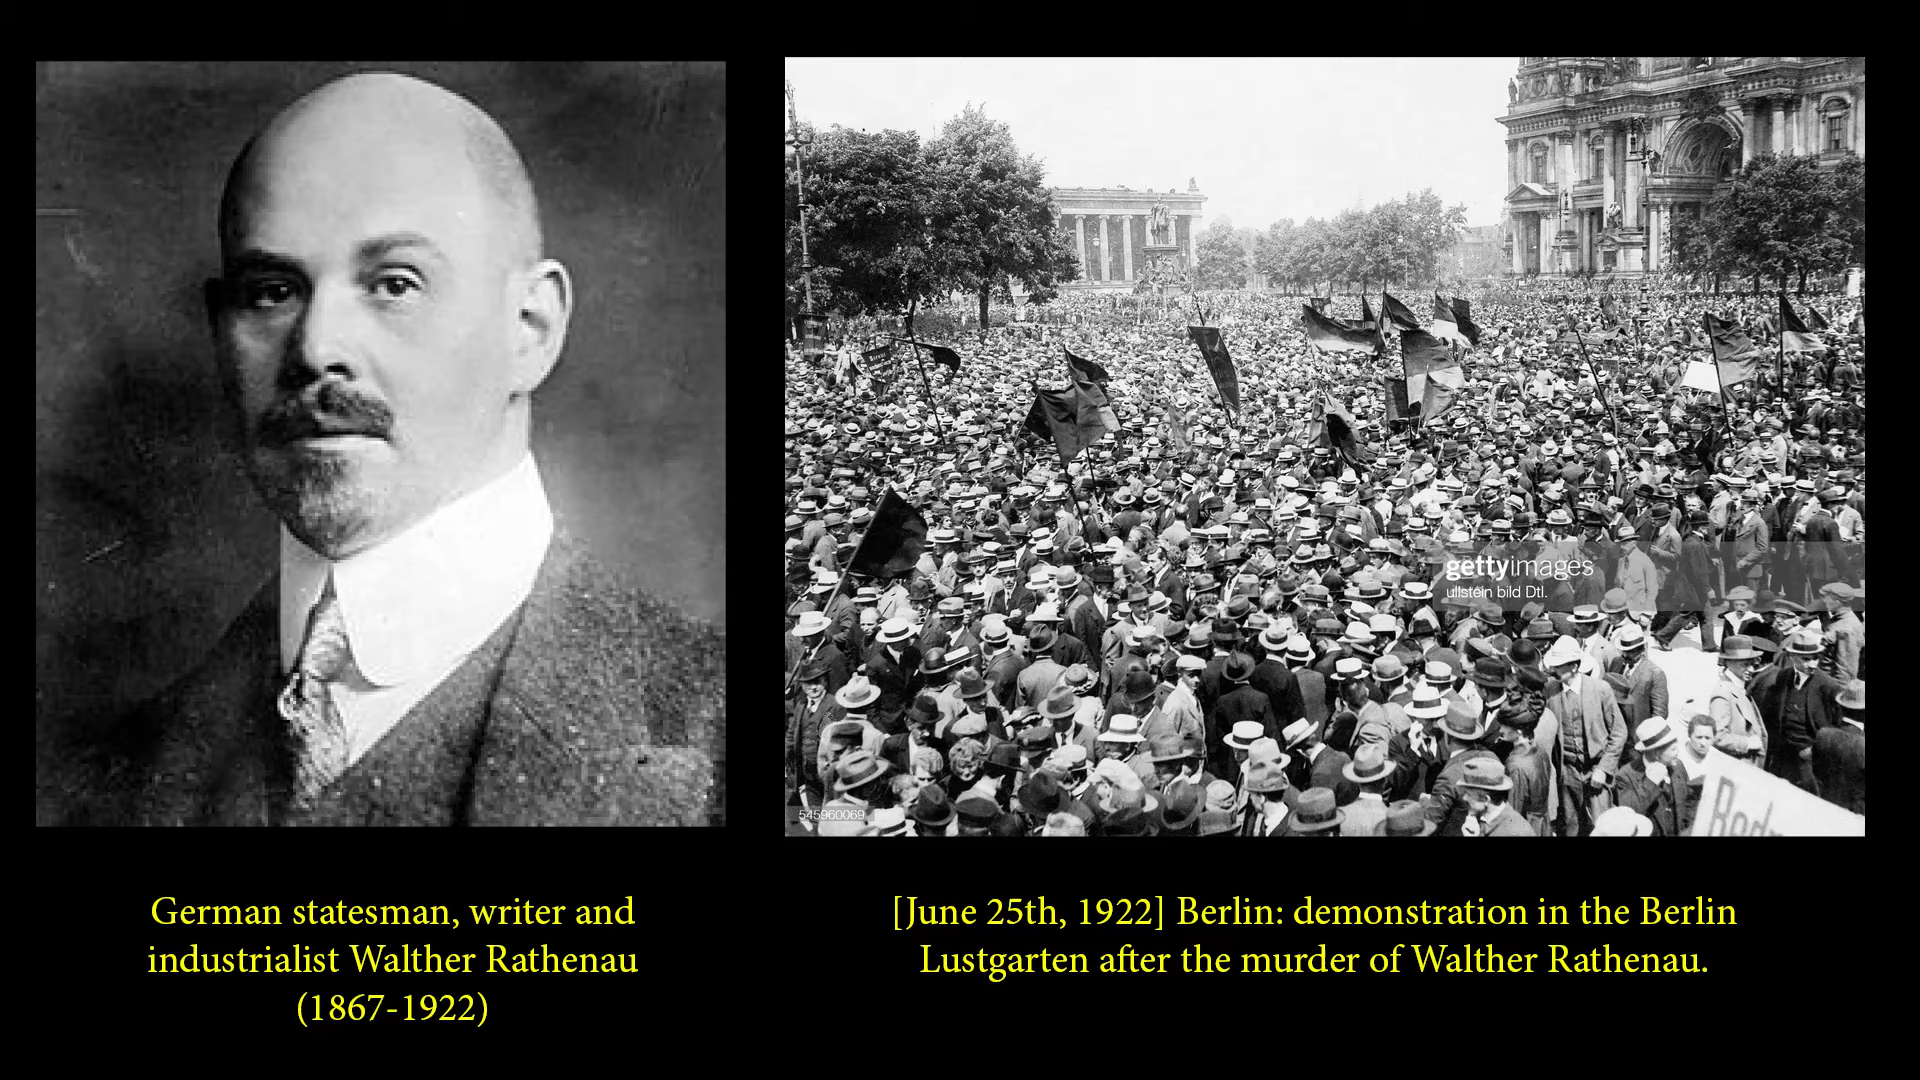 German statesman, writer and
industrialist Walther Rathenau
(1867-1922)
gettyimages
ullstein bild Dtl.
545960069
[June 25th, 1922] Berlin: demonstration in the Berlin
Lustgarten after the murder of Walther Rathenau.